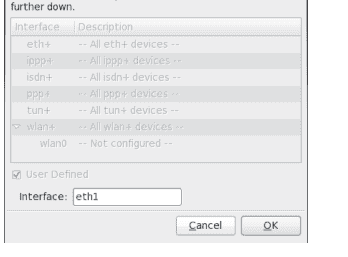 further down.
Interface Description
eth+ -- All eth+ devices --
ippp+ -- All ippp+ devices --
isdn+ -- All isdn+ devices --
ppp+ -- All ppp+ devices --
tun+ -- All tun+ devices --
wlan+ -- All wlan+ devices --
wlan0 -- Not configured --
User Defined
Interface: eth1
Cancel OK